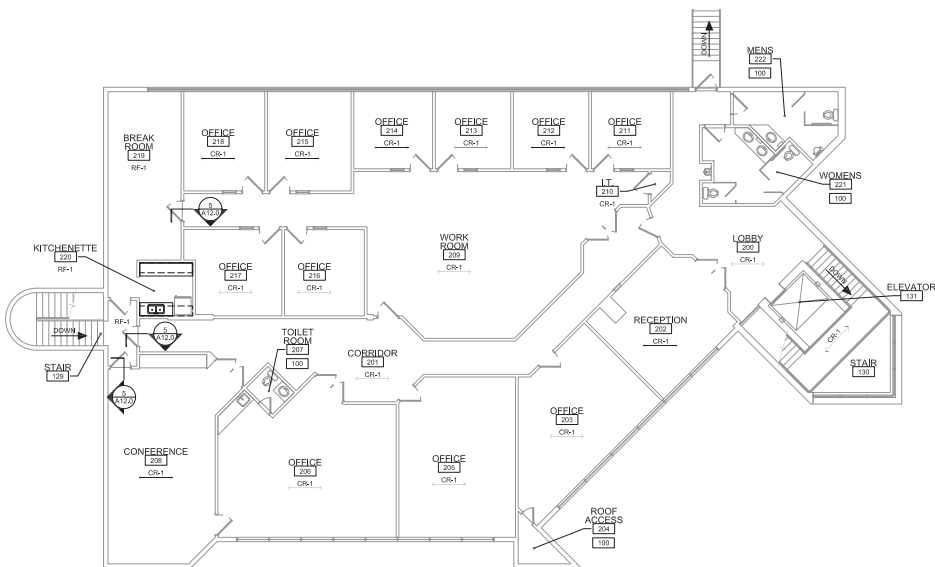 DOWN
MENS
222
100
BREAK
ROOM
219
RF-1
OFFICE
218
CR-1
OFFICE
215
CR-1
OFFICE
214
CR-1
OFFICE
213
CR-1
OFFICE
212
CR-1
OFFICE
211
CR-1
I.T.
210
CR-1
WOMENS
221
100
5
A12.0
KITCHENETTE
220
RF-1
OFFICE
217
CR-1
OFFICE
216
CR-1
WORK
ROOM
209
CR-1
LOBBY
200
CR-1
DOWN
ELEVATOR
131
RF-1
DOWN
5
A12.0
STAIR
129
TOILET
ROOM
207
100
CORRIDOR
201
CR-1
RECEPTION
202
CR-1
CR-1
STAIR
130
5
A12.0
CONFERENCE
208
CR-1
OFFICE
206
CR-1
OFFICE
205
CR-1
OFFICE
203
CR-1
ROOF
ACCESS
204
100